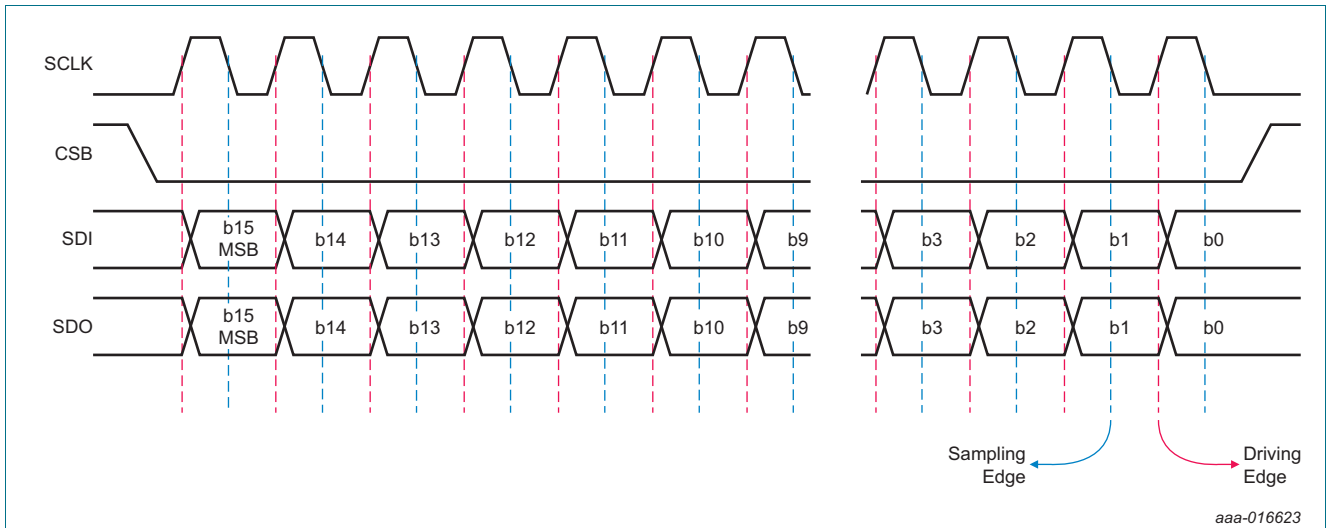 SCLK
CSB
SDI
b15
MSB
b14
b13
b12
b11
b10
b9
b3
b2
b1
b0
SDO
b15
MSB
b14
b13
b12
b11
b10
b9
b3
b2
b1
b0
Sampling
Edge
Driving
Edge
aaa-016623